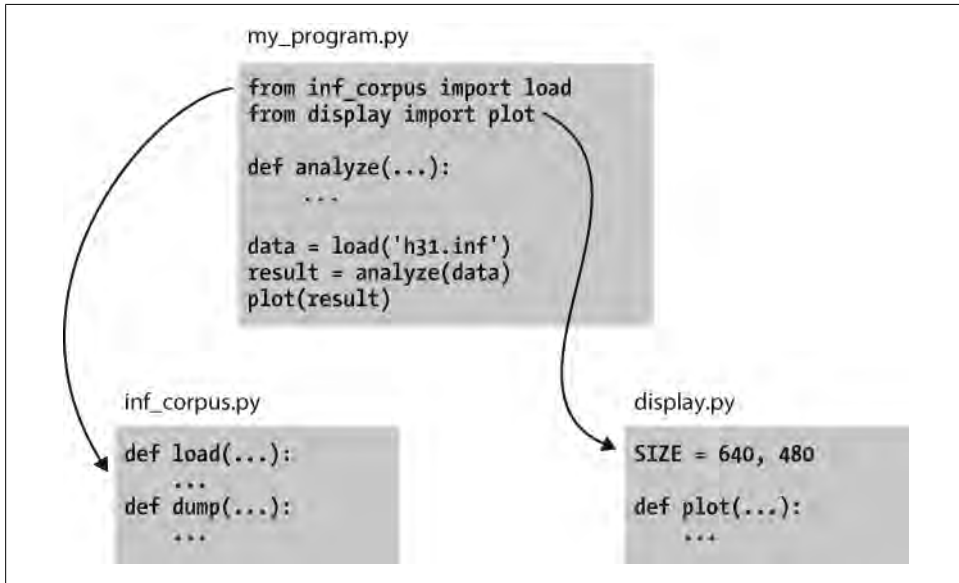 my_program.py
from inf_corpus import load
from display import plot
def analyze(...):
...
data = load('h31.inf')
result = analyze(data)
plot(result)
inf_corpus.py
def load(...):
...
def dump(...):
...
display.py
SIZE = 640, 480
def plot(...):
...